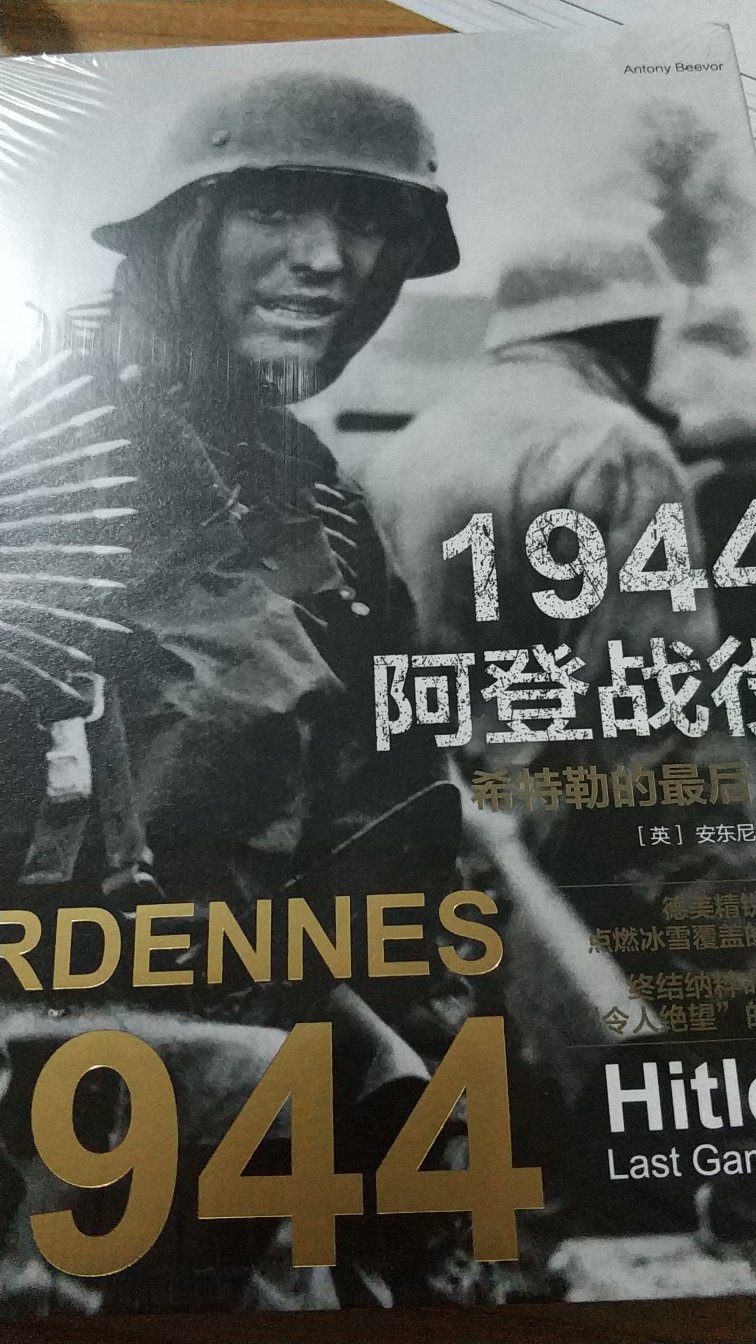 Antony Beevor
1944
阿登战役
希特勒的最后
[英] 安东尼
RDENNES
944
德美精锐
点燃冰雪覆盖的
终结纳粹的
“令人绝望”的
Hitle
Last Gam